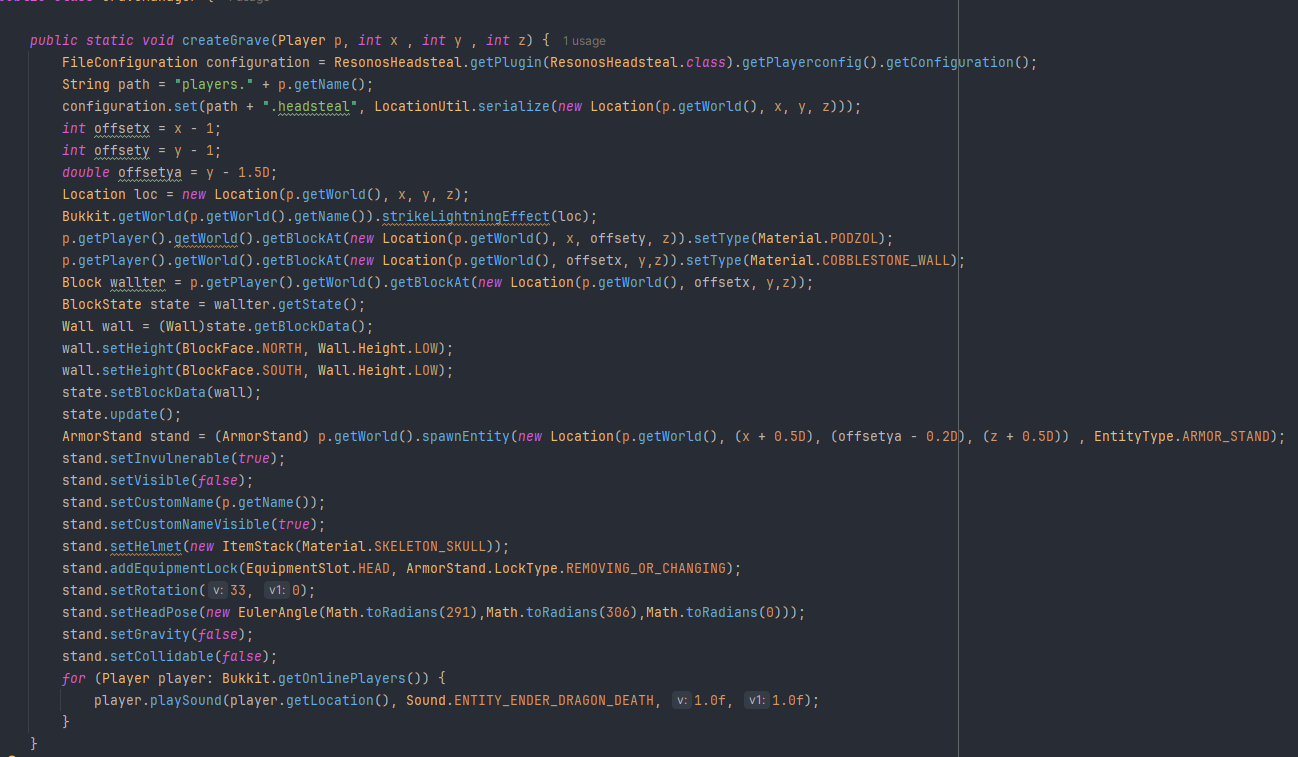 public static void createGrave(Player p, int x , int y , int z) { 1 usage
FileConfiguration configuration = ResonosHeadsteal.getPlugin(ResonosHeadsteal.class).getPlayerconfig().getConfiguration();
String path = "players." + p.getName();
configuration.set(path + ".headsteal", LocationUtil.serialize(new Location(p.getWorld(), x, y, z)));
int offsetx = x - 1;
int offsety = y - 1;
double offsetya = y - 1.5D;
Location loc = new Location(p.getWorld(), x, y, z);
Bukkit.getWorld(p.getWorld().getName()).strikeLightningEffect(loc);
p.getPlayer().getWorld().getBlockAt(new Location(p.getWorld(), x, offsety, z)).setType(Material.PODZOL);
p.getPlayer().getWorld().getBlockAt(new Location(p.getWorld(), offsetx, y,z)).setType(Material.COBBLESTONE_WALL);
Block wallter = p.getPlayer().getWorld().getBlockAt(new Location(p.getWorld(), offsetx, y,z));
BlockState state = wallter.getState();
Wall wall = (Wall)state.getBlockData();
wall.setHeight(BlockFace.NORTH, Wall.Height.LOW);
wall.setHeight(BlockFace.SOUTH, Wall.Height.LOW);
state.setBlockData(wall);
state.update();
ArmorStand stand = (ArmorStand) p.getWorld().spawnEntity(new Location(p.getWorld(), (x + 0.5D), (offsetya - 0.2D), (z + 0.5D)) , EntityType.ARMOR_STAND);
stand.setInvulnerable(true);
stand.setVisible(false);
stand.setCustomName(p.getName());
stand.setCustomNameVisible(true);
stand.setHelmet(new ItemStack(Material.SKELETON_SKULL));
stand.addEquipmentLock(EquipmentSlot.HEAD, ArmorStand.LockType.REMOVING_OR_CHANGING);
stand.setRotation( v: 33, v1: 0);
stand.setHeadPose(new EulerAngle(Math.toRadians(291),Math.toRadians(306),Math.toRadians(0)));
stand.setGravity(false);
stand.setCollidable(false);
for (Player player: Bukkit.getOnlinePlayers()) {
player.playSound(player.getLocation(), Sound.ENTITY_ENDER_DRAGON_DEATH, v: 1.0f, v1: 1.0f);
}
}